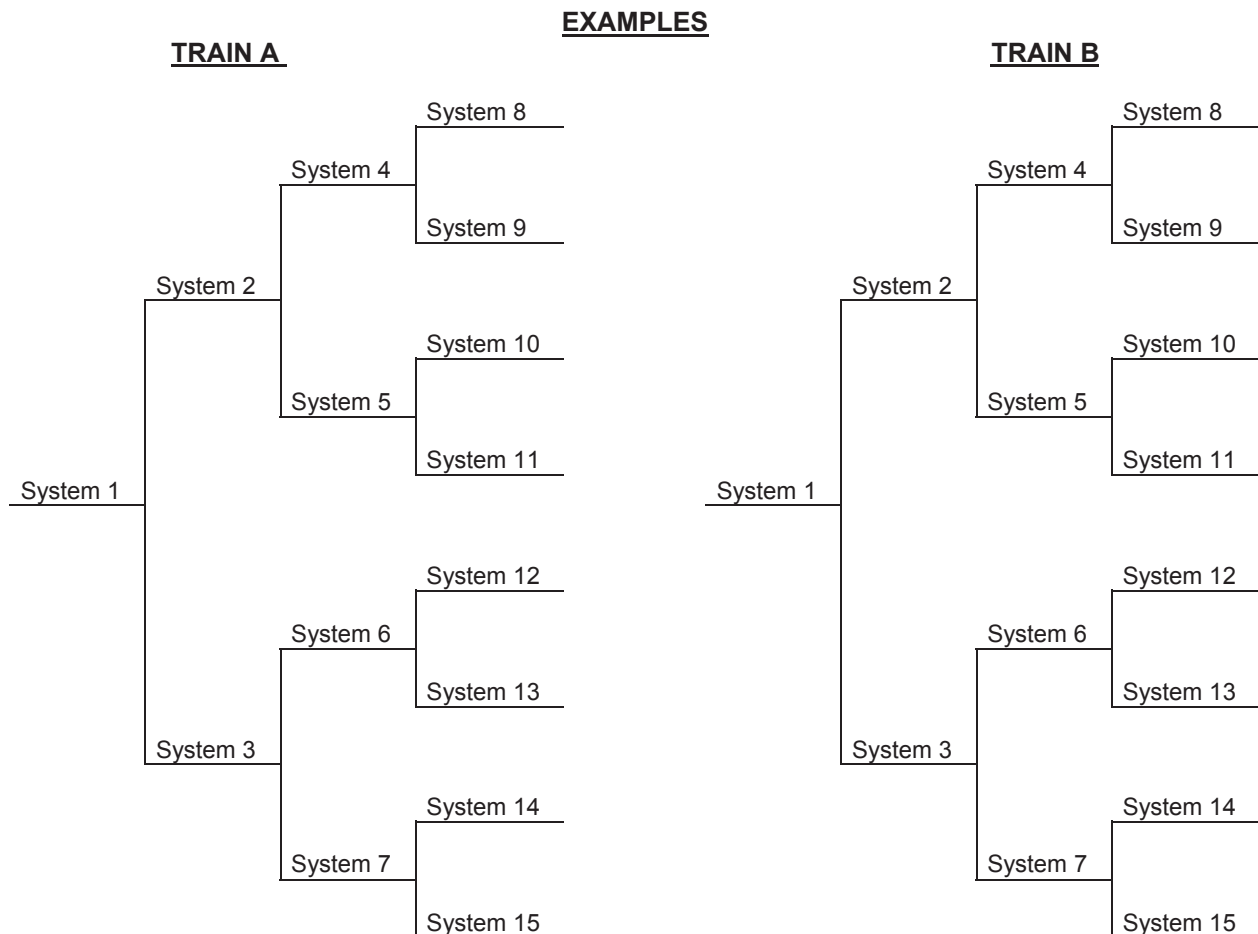 EXAMPLES
TRAIN A
System 8
System 4
System 9
System 2
System 10
System 5
System 11
System 1
System 12
System 6
System 13
System 3
System 14
System 7
System 15
TRAIN B
System 8
System 4
System 9
System 2
System 10
System 5
System 11
System 1
System 12
System 6
System 13
System 3
System 14
System 7
System 15